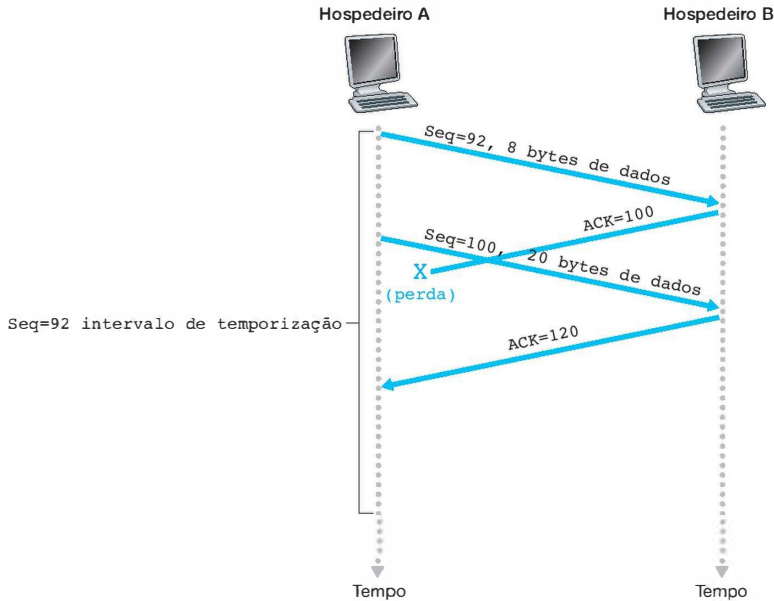 Hospedeiro A
Hospedeiro B
Seq=92, 8 bytes de dados
ACK=100
Seq=100, 20 bytes de dados
X
(perda)
Seq=92 intervalo de temporização
ACK=120
Tempo
Tempo